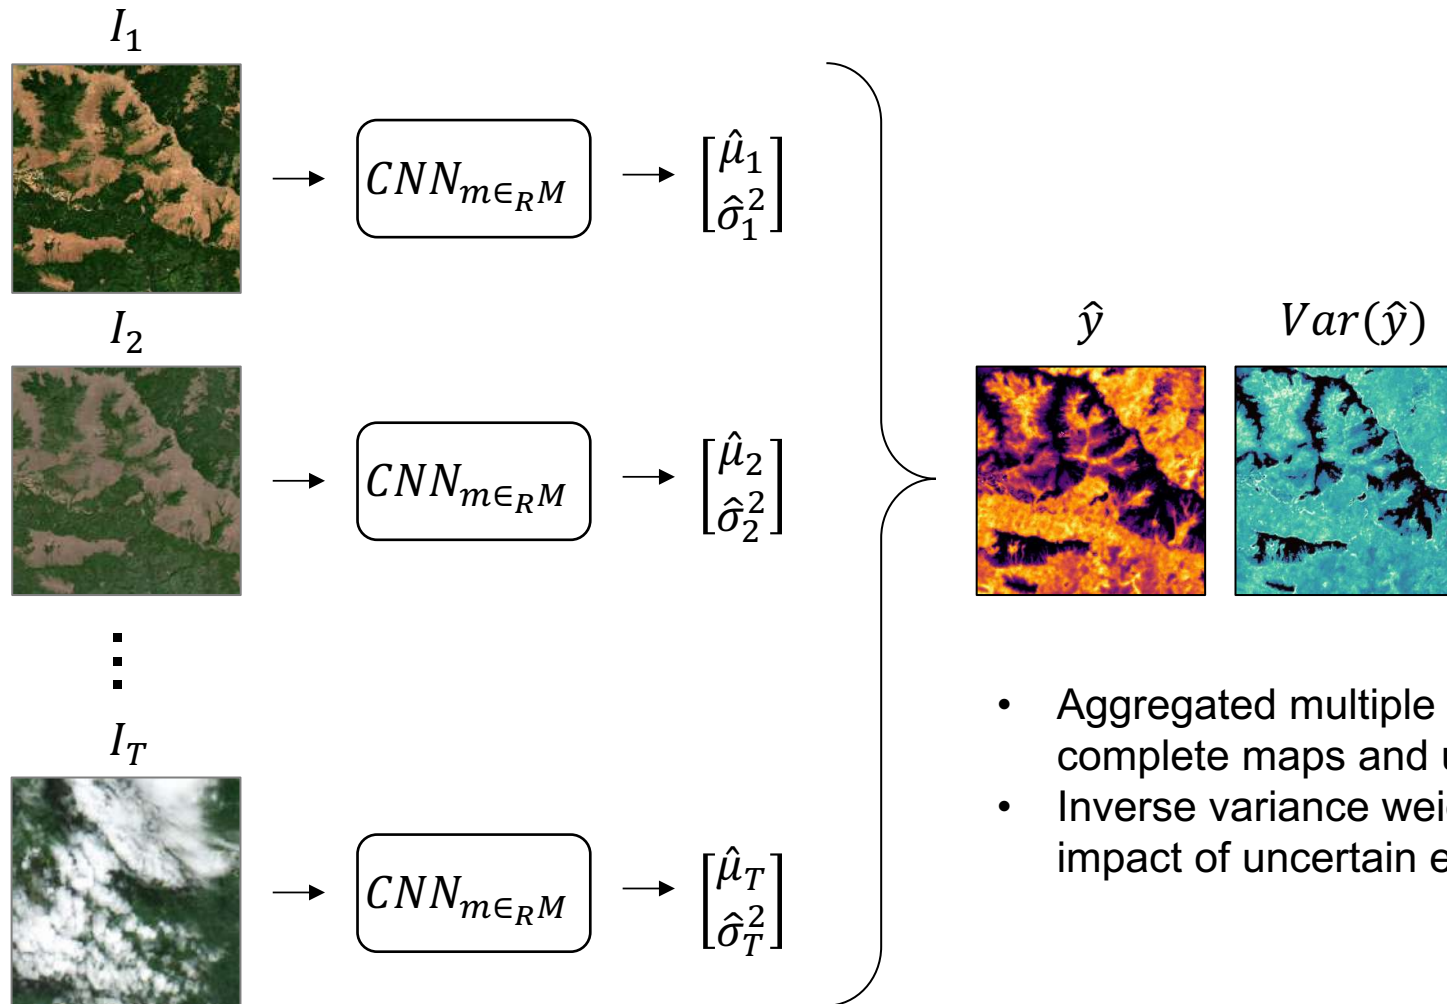 I_1
CNN_{m∈_R M}
[μ̂_1 σ̂_1^2]
I_2
CNN_{m∈_R M}
[μ̂_2 σ̂_2^2]
ŷ
Var(ŷ)
I_T
CNN_{m∈_R M}
[μ̂_T σ̂_T^2]
• Aggregated multiple
complete maps and
• Inverse variance
impact of uncertain